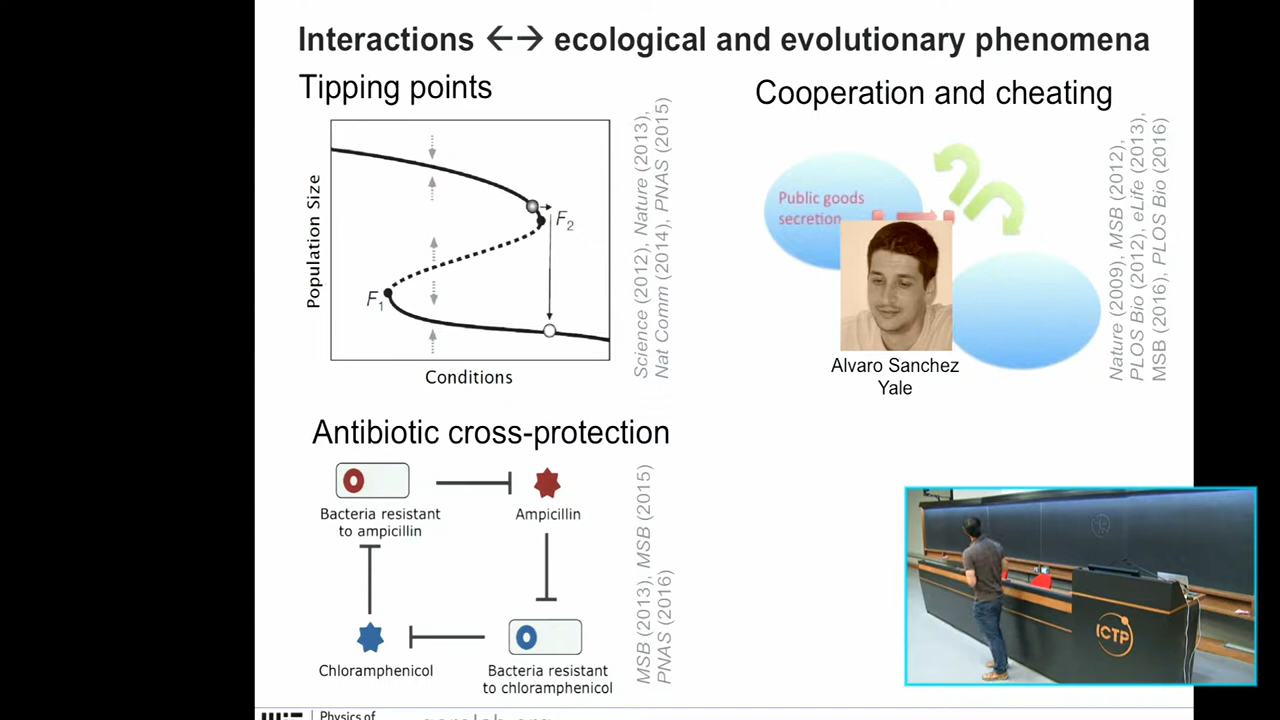 Interactions ←→ ecological and evolutionary phenomena
Tipping points
Population Size
F2
F1
Conditions
Science (2012), Nature (2013),
Nat Comm (2014), PNAS (2015)
Cooperation and cheating
Public goods
secretion
Alvaro Sanchez
Yale
Nature (2009), MSB (2012),
PLOS Bio (2012), eLife (2013),
MSB (2016), PLOS Bio (2016)
Antibiotic cross-protection
Bacteria resistant
to ampicillin
Ampicillin
Chloramphenicol
Bacteria resistant
to chloramphenicol
MSB (2013), MSB (2015)
PNAS (2016)
ICTP
Physics of